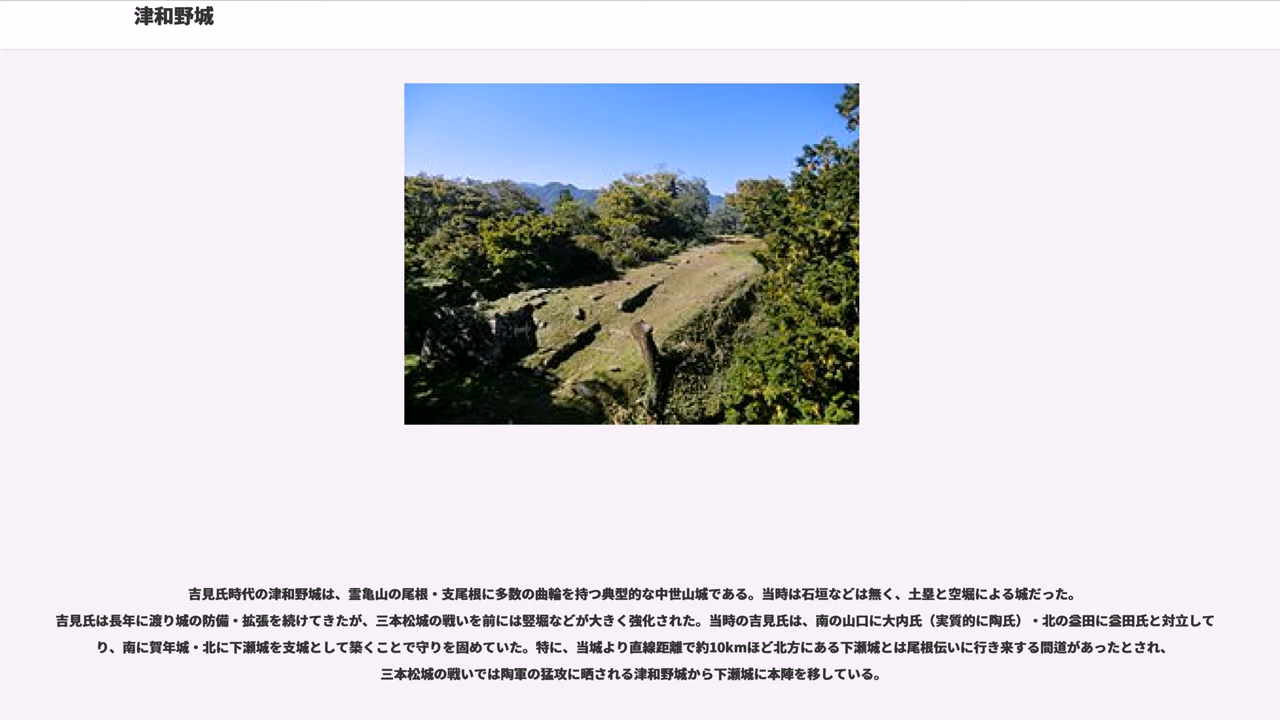 津和野城
吉見氏時代の津和野城は、霊亀山の尾根・支尾根に多数の曲輪を持つ典型的な中世山城である。当時は石垣などは無く、土塁と空堀による城だった。
吉見氏は長年に渡り城の防備・拡張を続けてきたが、三本松城の戦いを前には竪堀などが大きく強化された。当時の吉見氏は、南の山口に大内氏（実質的に陶氏）・北の益田に益田氏と対立して
り、南に賀年城・北に下瀬城を支城として築くことで守りを固めていた。特に、当城より直線距離で約10kmほど北方にある下瀬城とは尾根伝いに行き来する間道があったとされ、
三本松城の戦いでは陶軍の猛攻に晒される津和野城から下瀬城に本陣を移している。